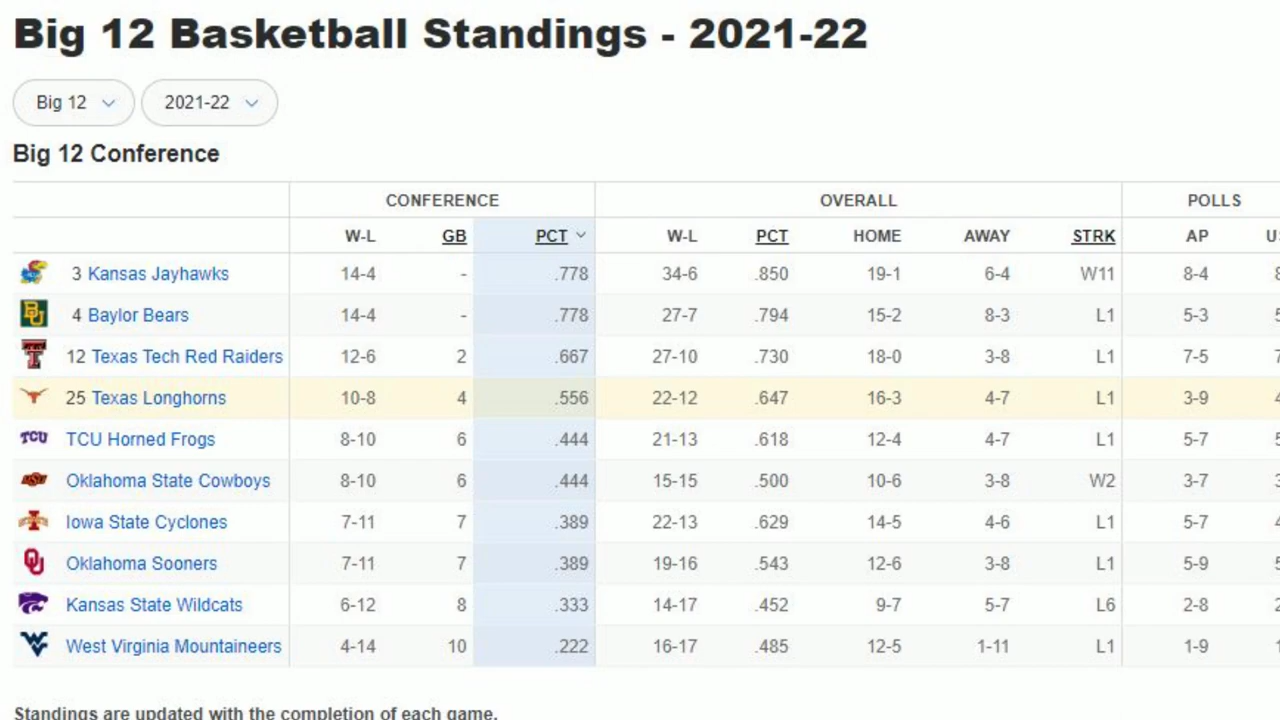 Big 12 Basketball Standings - 2021-22
Big 12 2021-22
Big 12 Conference
CONFERENCE OVERALL POLLS
W-L GB PCT W-L PCT HOME AWAY STRK AP
3 Kansas Jayhawks 14-4 - .778 34-6 .850 19-1 6-4 W11 8-4
BU 4 Baylor Bears 14-4 - .778 27-7 .794 15-2 8-3 L1 5-3
12 Texas Tech Red Raiders 12-6 2 .667 27-10 .730 18-0 3-8 L1 7-5
25 Texas Longhorns 10-8 4 .556 22-12 .647 16-3 4-7 L1 3-9
TCU TCU Horned Frogs 8-10 6 .444 21-13 .618 12-4 4-7 L1 5-7
Oklahoma State Cowboys 8-10 6 .444 15-15 .500 10-6 3-8 W2 3-7
Iowa State Cyclones 7-11 7 .389 22-13 .629 14-5 4-6 L1 5-7
OU Oklahoma Sooners 7-11 7 .389 19-16 .543 12-6 3-8 L1 5-9
Kansas State Wildcats 6-12 8 .333 14-17 .452 9-7 5-7 L6 2-8
West Virginia Mountaineers 4-14 10 .222 16-17 .485 12-5 1-11 L1 1-9
Standings are updated with the completion of each game.